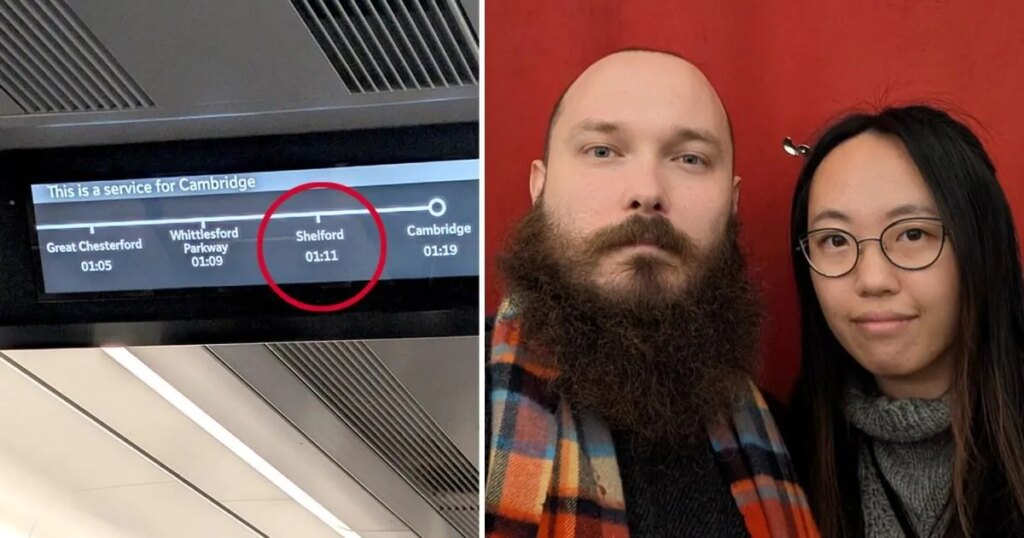 This is a service for Cambridge
Great Chesterford
01:05
Whittlesford
Parkway
01:09
Shelford
01:11
Cambridge
01:19